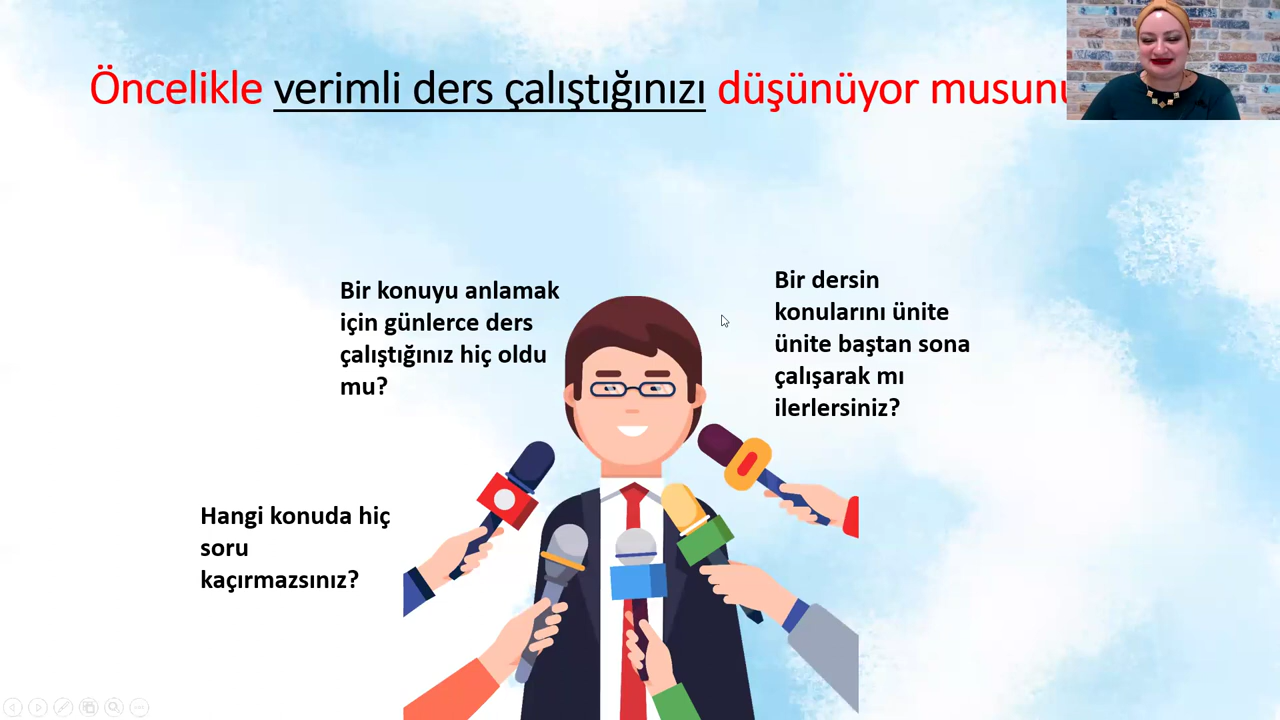 Öncelikle verimli ders çalıştığınızı düşünüyor
Bir konuyu anlamak
için günlerce ders
çalıştığınız hiç oldu
mu?
Bir dersin
konularını ünite
ünite baştan sona
çalışarak mı
ilerlersiniz?
Hangi konuda hiç
soru
kaçırmazsınız?